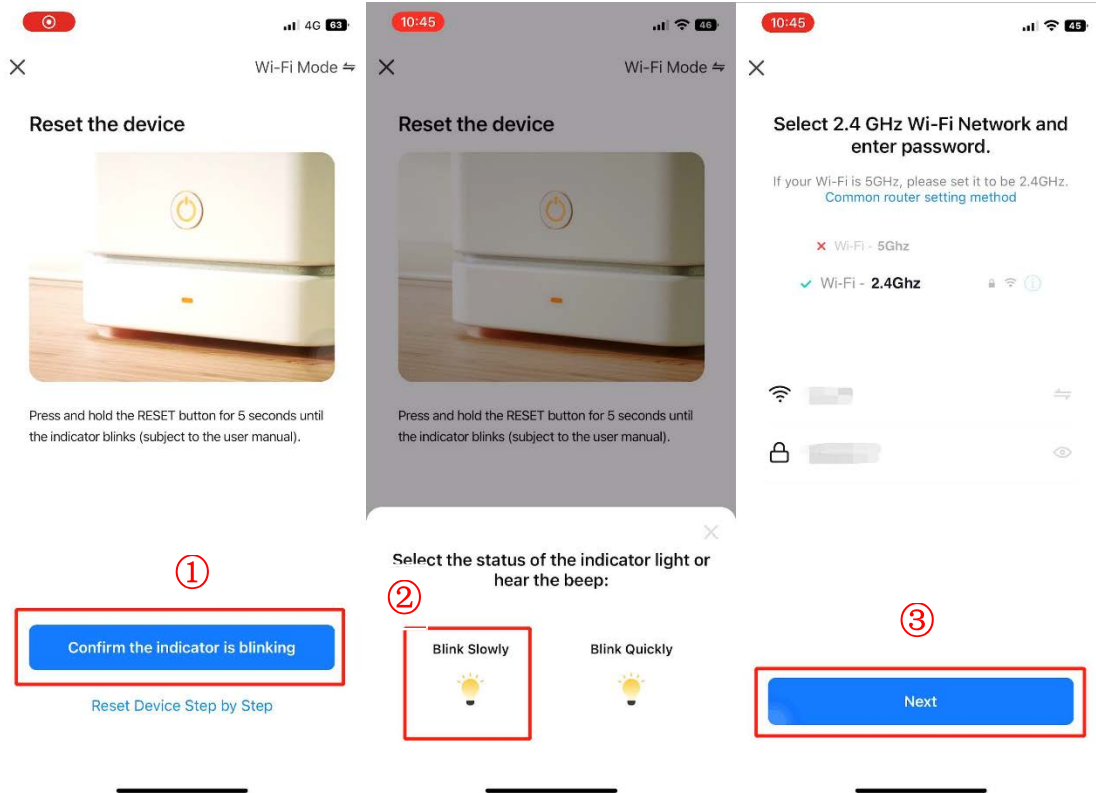 4G 63
Wi-Fi Mode
Reset the device
Press and hold the RESET button for 5 seconds until
the indicator blinks (subject to the user manual).
①
Confirm the indicator is blinking
Reset Device Step by Step
10:45
46
Wi-Fi Mode
Reset the device
Press and hold the RESET button for 5 seconds until
the indicator blinks (subject to the user manual).
Select the status of the indicator light or
hear the beep:
②
Blink Slowly
Blink Quickly
10:45
45
Select 2.4 GHz Wi-Fi Network and
enter password.
If your Wi-Fi is 5GHz, please set it to be 2.4GHz.
Common router setting method
Wi-Fi - 5Ghz
Wi-Fi - 2.4Ghz
③
Next